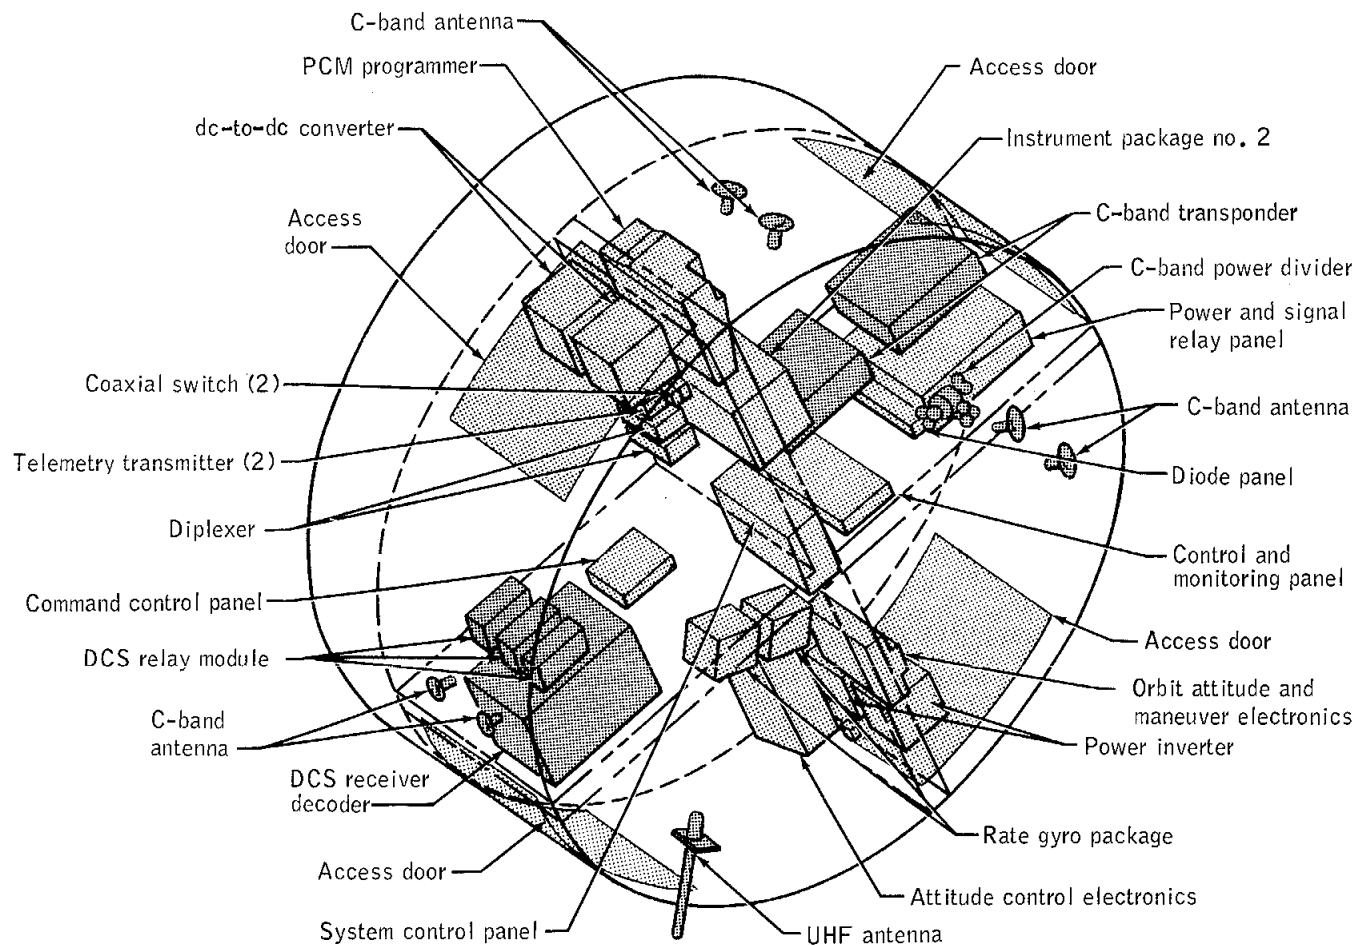 C-band antenna
PCM programmer
dc-to-dc converter
Access
door
Coaxial switch (2)
Telemetry transmitter (2)
Diplexer
Command control panel
DCS relay module
C-band
antenna
DCS receiver
decoder
Access door
System control panel
Access door
Instrument package no. 2
C-band transponder
C-band power divider
Power and signal
relay panel
C-band antenna
Diode panel
Control and
monitoring panel
Access door
Orbit attitude and
maneuver electronics
Power inverter
Rate gyro package
Attitude control electronics
UHF antenna